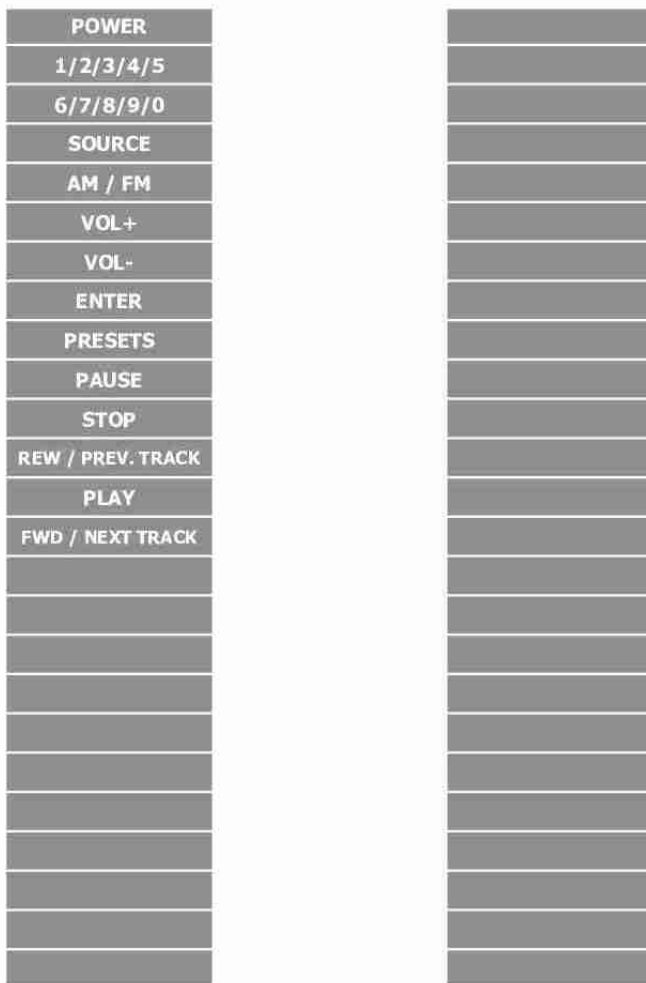 POWER
1/2/3/4/5
6/7/8/9/0
SOURCE
AM / FM
VOL+
VOL-
ENTER
PRESETS
PAUSE
STOP
REW / PREV. TRACK
PLAY
FWD / NEXT TRACK